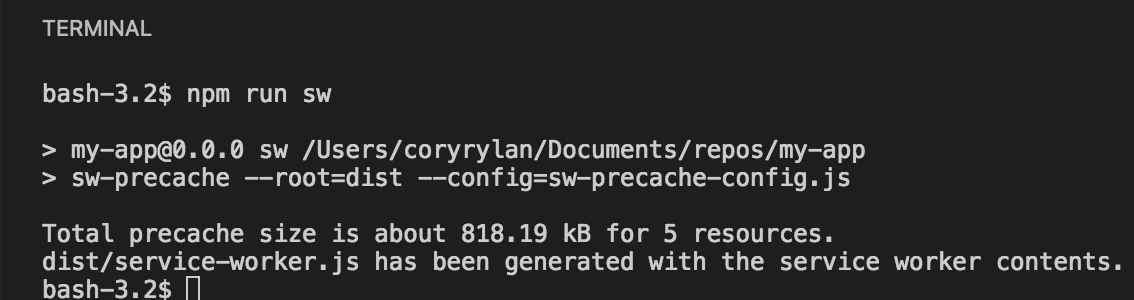 TERMINAL
bash-3.2$ npm run sw
> my-app@0.0.0 sw /Users/coryrylan/Documents/repos/my-app
> sw-precache --root=dist --config=sw-precache-config.js
Total precache size is about 818.19 kB for 5 resources.
dist/service-worker.js has been generated with the service worker contents.
bash-3.2$